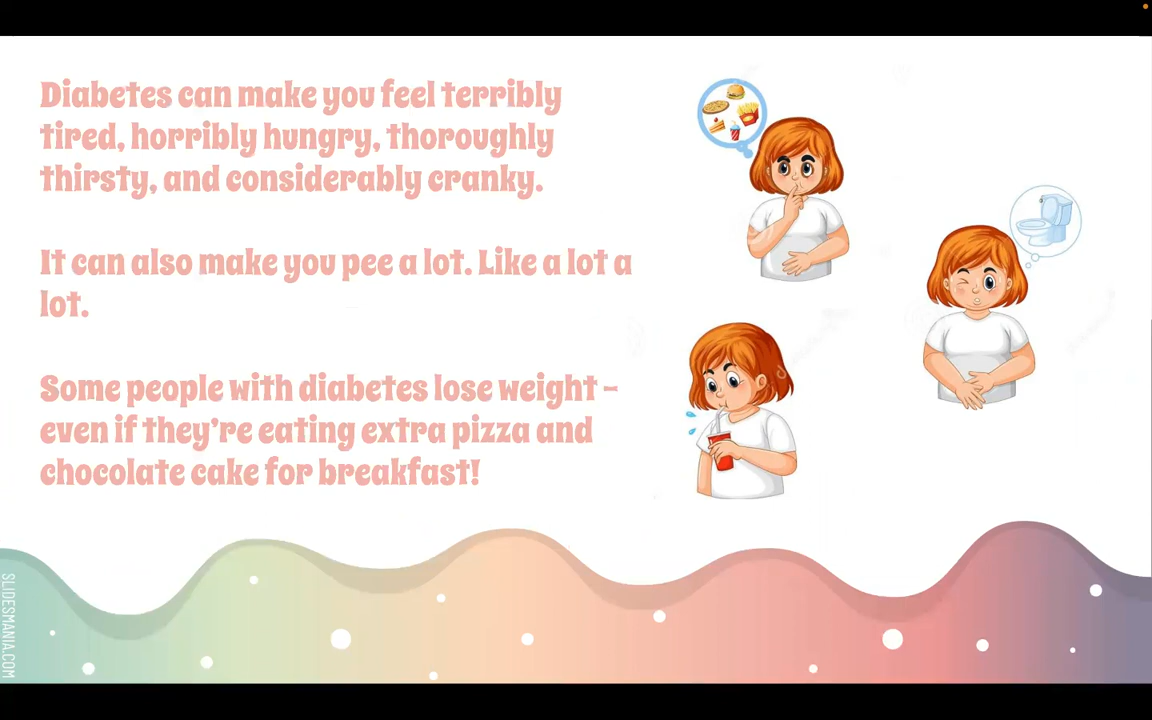 Diabetes can make you feel terribly
tired, horribly hungry, thoroughly
thirsty, and considerably cranky.
It can also make you pee a lot. Like a lot a
lot.
Some people with diabetes lose weight –
even if they’re eating extra pizza and
chocolate cake for breakfast!
SLIDESMANIA.COM